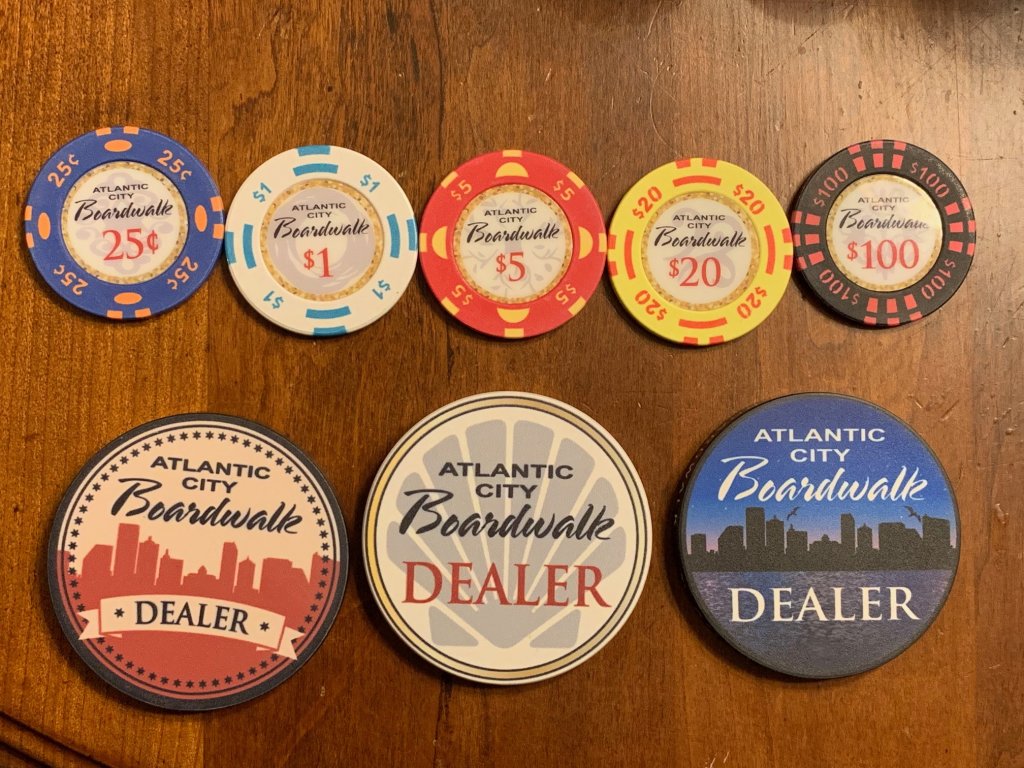 25¢
25¢
ATLANTIC
CITY
Boardwalk
25¢
25¢
25¢
$1
$1
ATLANTIC
CITY
Boardwalk
$1
$1
$1
$5
$5
ATLANTIC
CITY
Boardwalk
$5
$5
$5
$20
$20
ATLANTIC
CITY
Boardwalk
$20
$20
$20
$100
$100
ATLANTIC
CITY
Boardwalk
$100
$100
$100
ATLANTIC
CITY
Boardwalk
DEALER
ATLANTIC
CITY
Boardwalk
DEALER
ATLANTIC
CITY
Boardwalk
DEALER